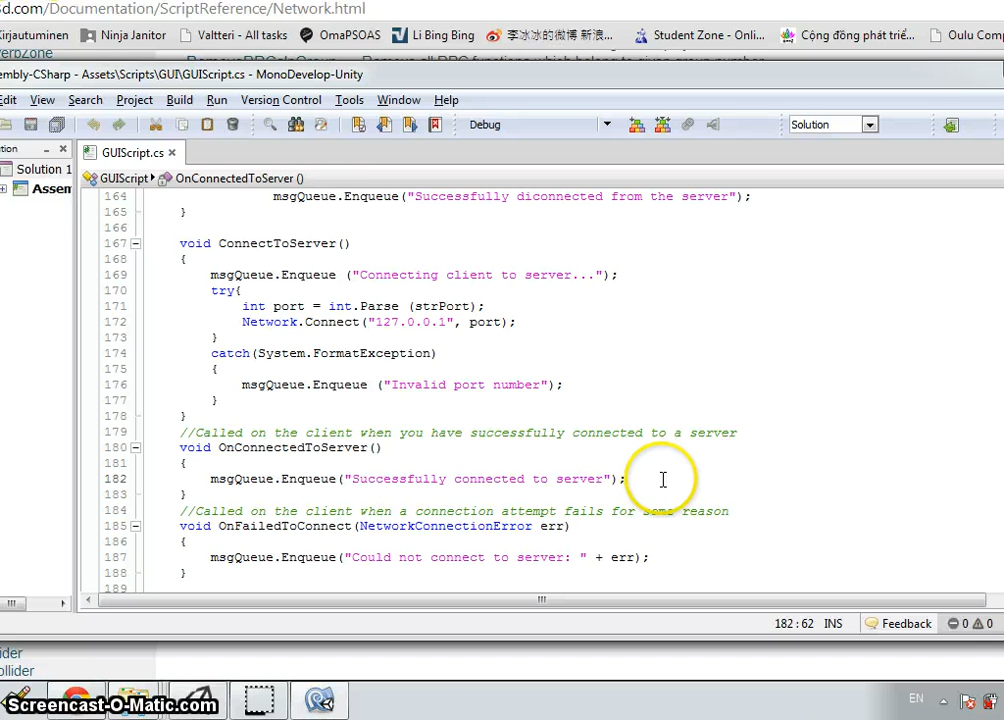 d.com/Documentation/ScriptReference/Network.html
Kirjautuminen Ninja Janitor Valtteri - All tasks OmaPSOAS Li Bing Bing 李冰冰的微博 新浪... Student Zone - Onli... Cộng đồng phát triể... Oulu Comp
verbZone
embly-CSharp - Assets\Scripts\GUI\GUIScript.cs - MonoDevelop-Unity
Edit View Search Project Build Run Version Control Tools Window Help
Debug Solution
GUIScript.cs
Solution 1
GUIScript OnConnectedToServer ()
Assem
164 msgQueue.Enqueue("Successfully diconnected from the server");
165 }
166
167 void ConnectToServer()
168 {
169 msgQueue.Enqueue ("Connecting client to server...");
170 try{
171 int port = int.Parse (strPort);
172 Network.Connect("127.0.0.1", port);
173 }
174 catch(System.FormatException)
175 {
176 msgQueue.Enqueue ("Invalid port number");
177 }
178 }
179 //Called on the client when you have successfully connected to a server
180 void OnConnectedToServer()
181 {
182 msgQueue.Enqueue("Successfully connected to server");
183 }
184 //Called on the client when a connection attempt fails for some reason
185 void OnFailedToConnect(NetworkConnectionError err)
186 {
187 msgQueue.Enqueue("Could not connect to server: " + err);
188 }
189
182 : 62 INS Feedback 0 0
ider
ollider
Screencast-O-Matic.com
EN